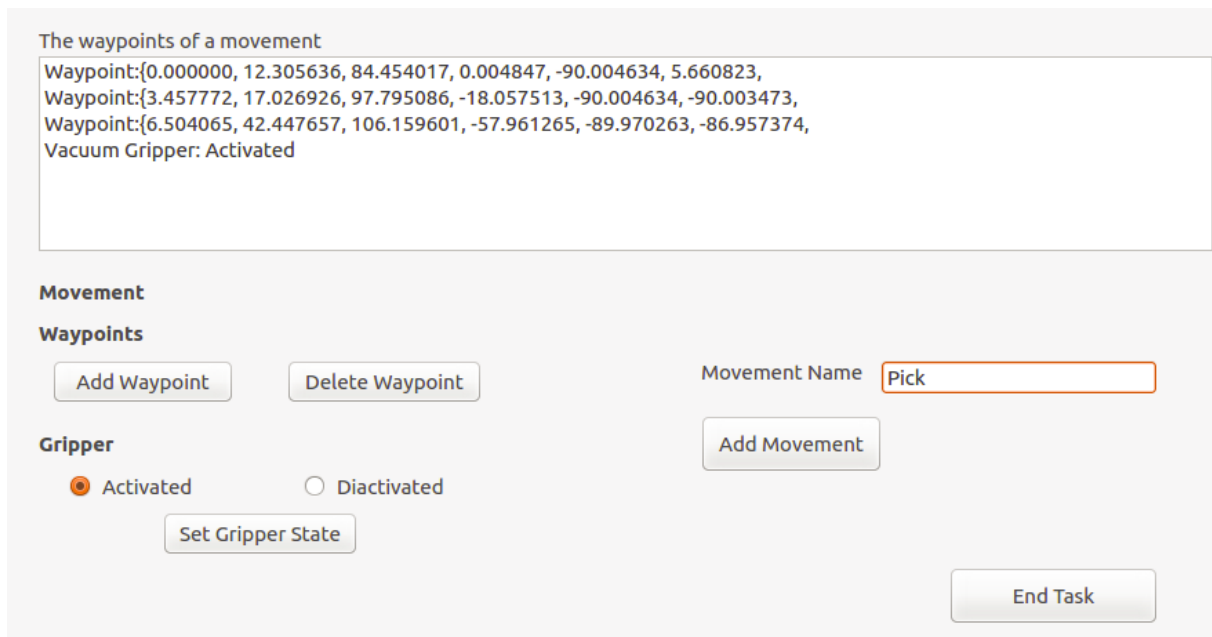 The waypoints of a movement
Waypoint:{0.000000, 12.305636, 84.454017, 0.004847, -90.004634, 5.660823,
Waypoint:{3.457772, 17.026926, 97.795086, -18.057513, -90.004634, -90.003473,
Waypoint:{6.504065, 42.447657, 106.159601, -57.961265, -89.970263, -86.957374,
Vacuum Gripper: Activated
Movement
Waypoints
Add Waypoint
Delete Waypoint
Movement Name
Pick
Add Movement
Gripper
Activated
Diactivated
Set Gripper State
End Task